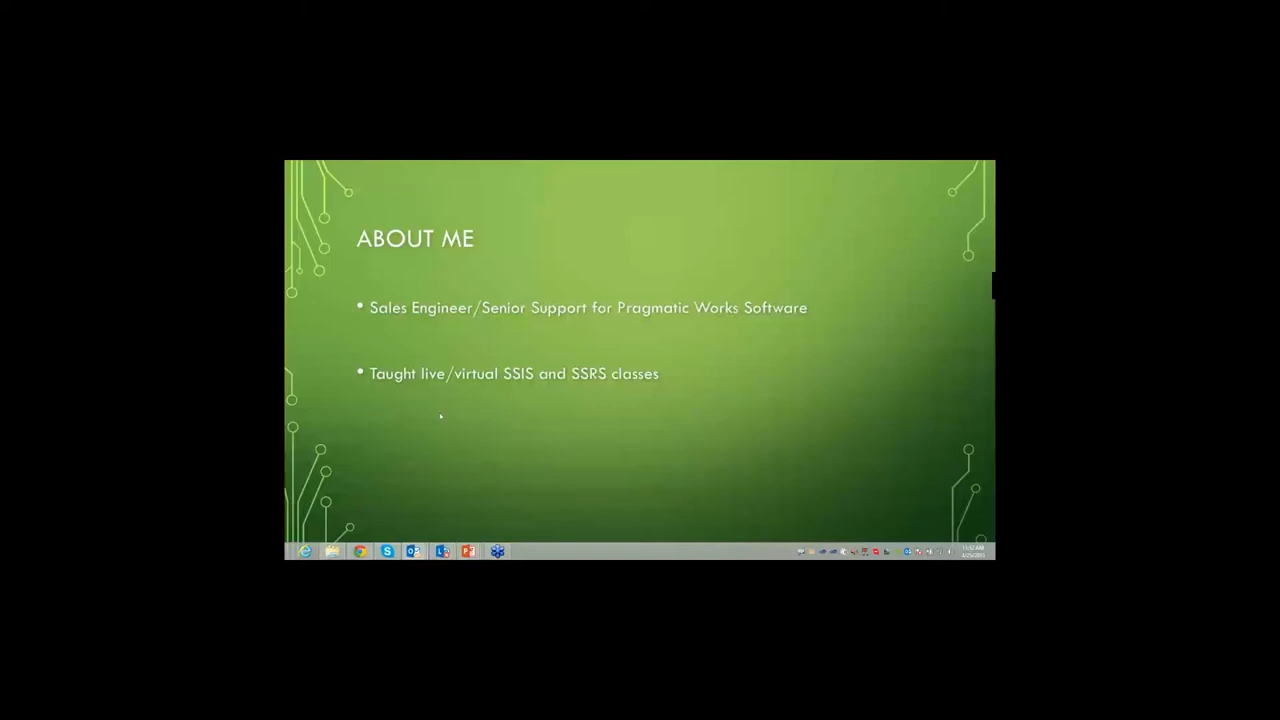 ABOUT ME
• Sales Engineer/Senior Support for Pragmatic Works Software
• Taught live/virtual SSIS and SSRS classes